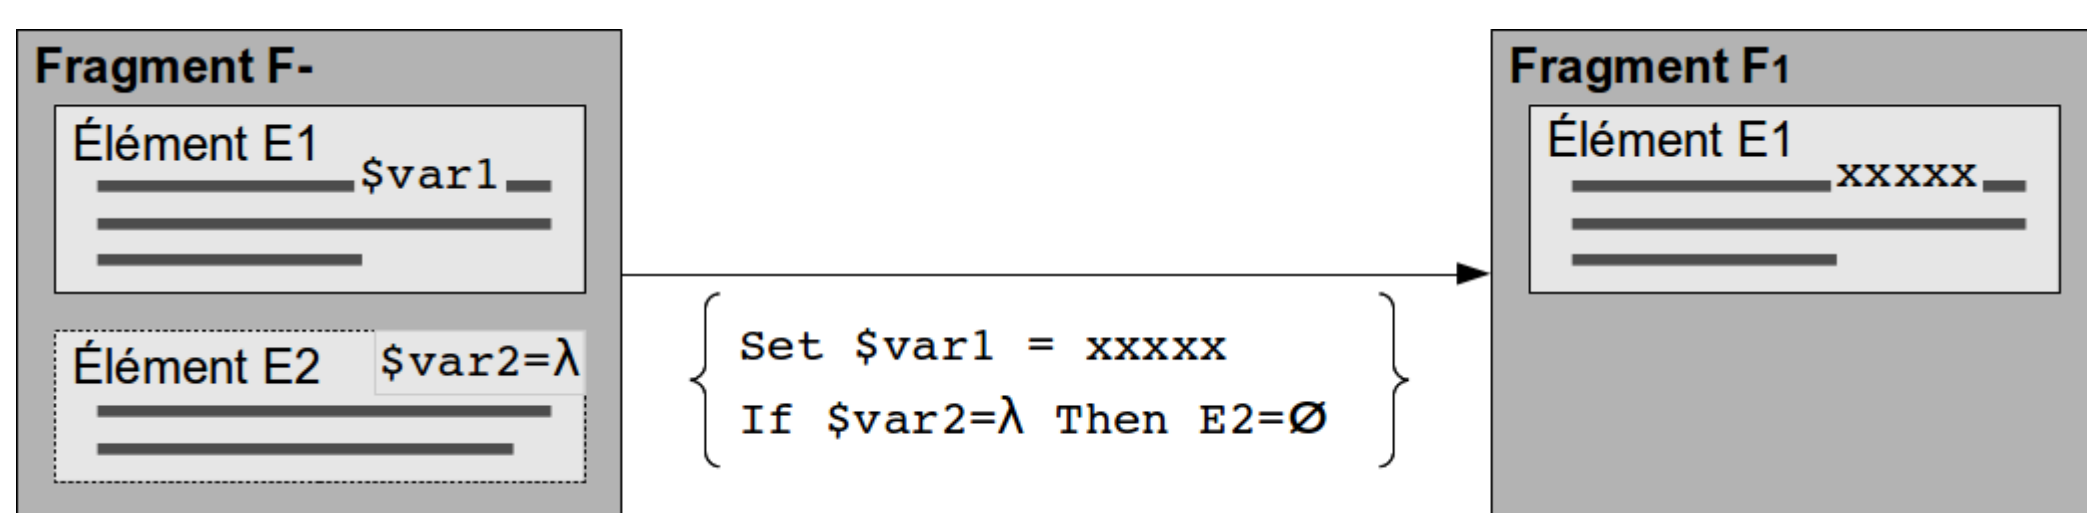 Fragment F-
Élément E1
$var1
Élément E2
$var2=λ
Set $var1 = xxxxx
If $var2=λ Then E2=Ø
Fragment F1
Élément E1
xxxxx